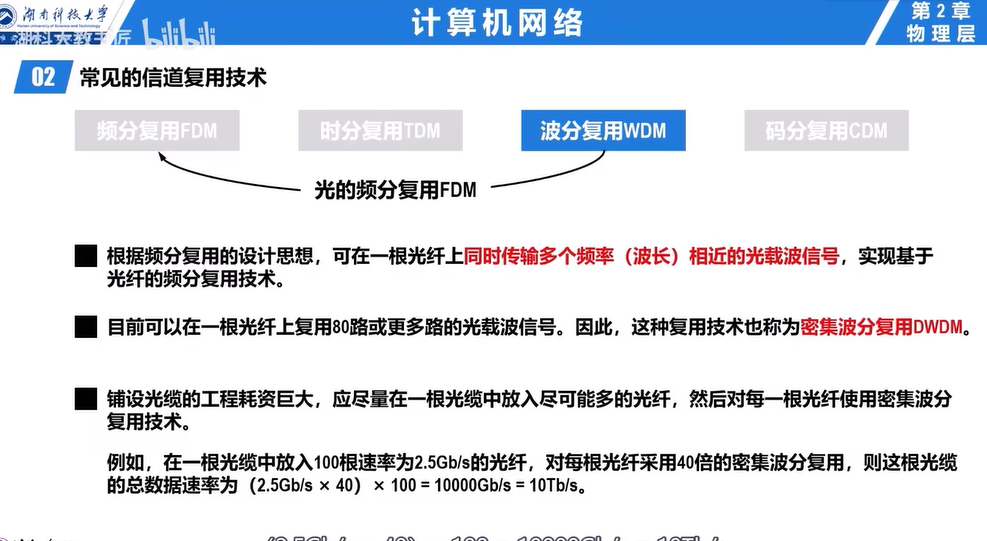 湖南科技大学
Hunan University of Science and Technology
计算机网络
第2章
物理层
湖科大教书匠 bilibili
02 常见的信道复用技术
频分复用FDM 时分复用TDM 波分复用WDM 码分复用CDM
光的频分复用FDM
根据频分复用的设计思想，可在一根光纤上同时传输多个频率（波长）相近的光载波信号，实现基于
光纤的频分复用技术。
目前可以在一根光纤上复用80路或更多路的光载波信号。因此，这种复用技术也称为密集波分复用DWDM。
铺设光缆的工程耗资巨大，应尽量在一根光缆中放入尽可能多的光纤，然后对每一根光纤使用密集波分
复用技术。
例如，在一根光缆中放入100根速率为2.5Gb/s的光纤，对每根光纤采用40倍的密集波分复用，则这根光缆
的总数据速率为（2.5Gb/s × 40）× 100 = 10000Gb/s = 10Tb/s。